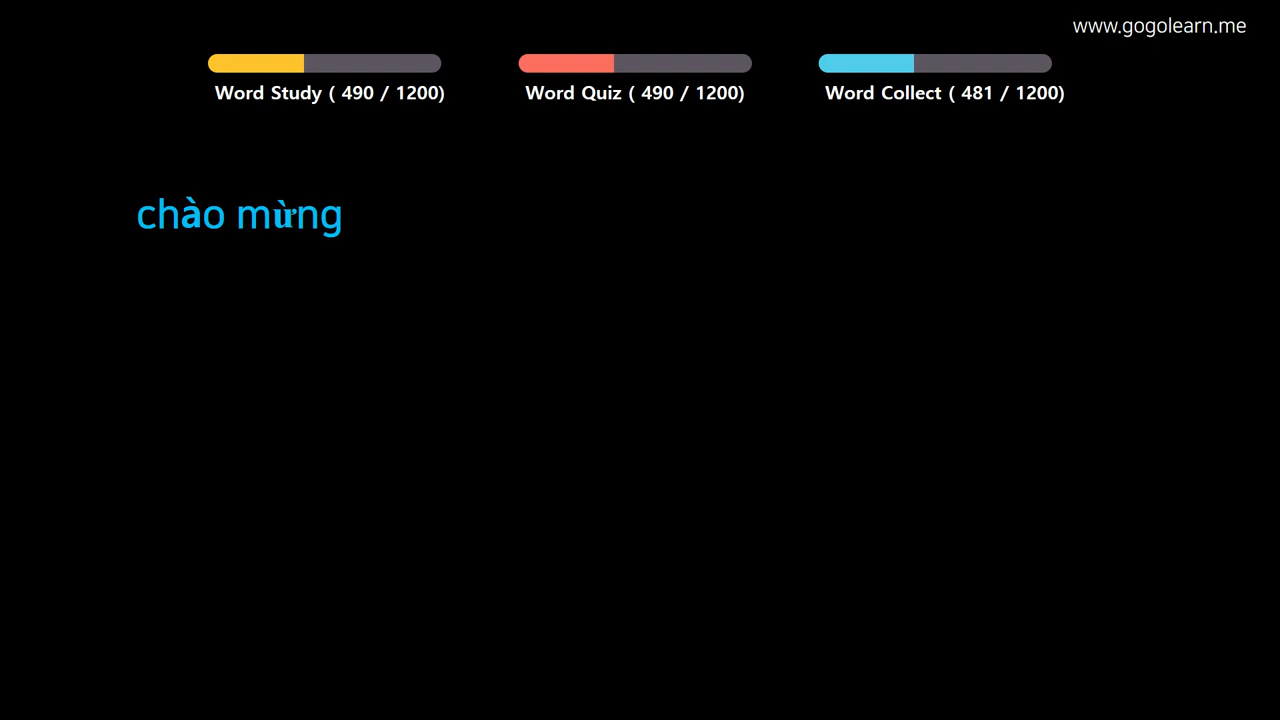 www.gogolearn.me
Word Study ( 490 / 1200)
Word Quiz ( 490 / 1200)
Word Collect ( 481 / 1200)
chào mừng